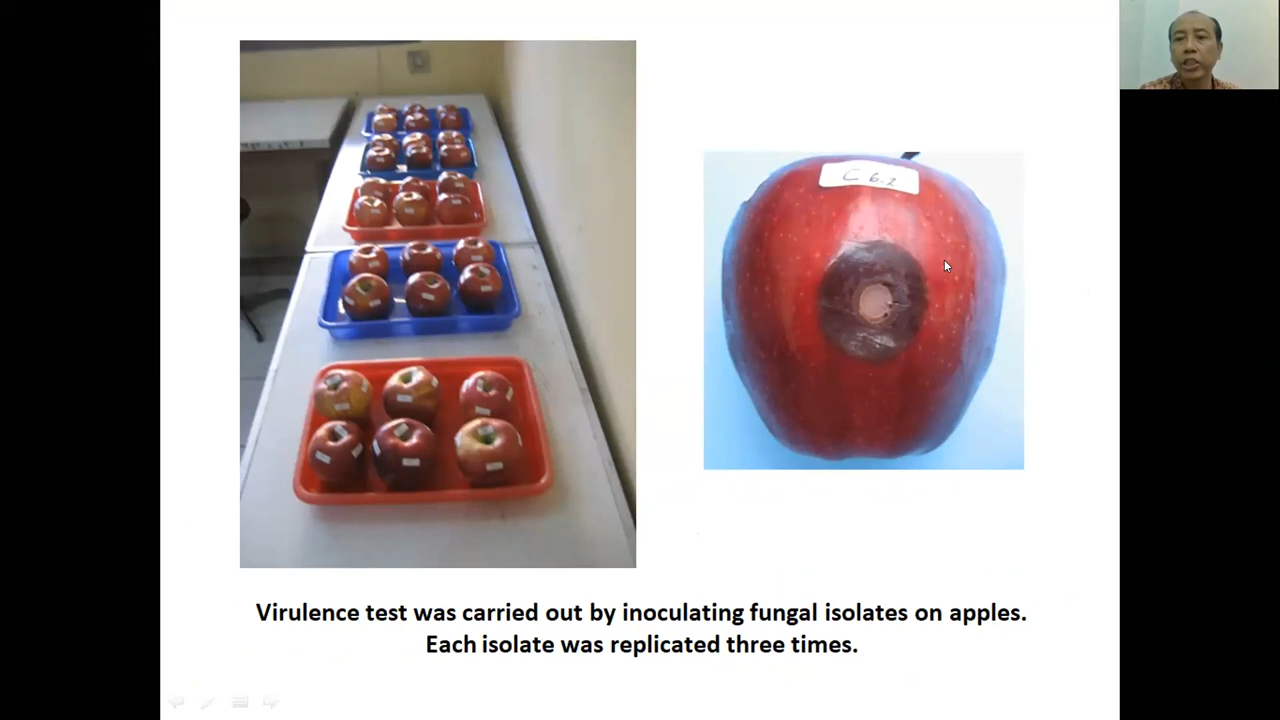 C 6.2
Virulence test was carried out by inoculating fungal isolates on apples.
Each isolate was replicated three times.